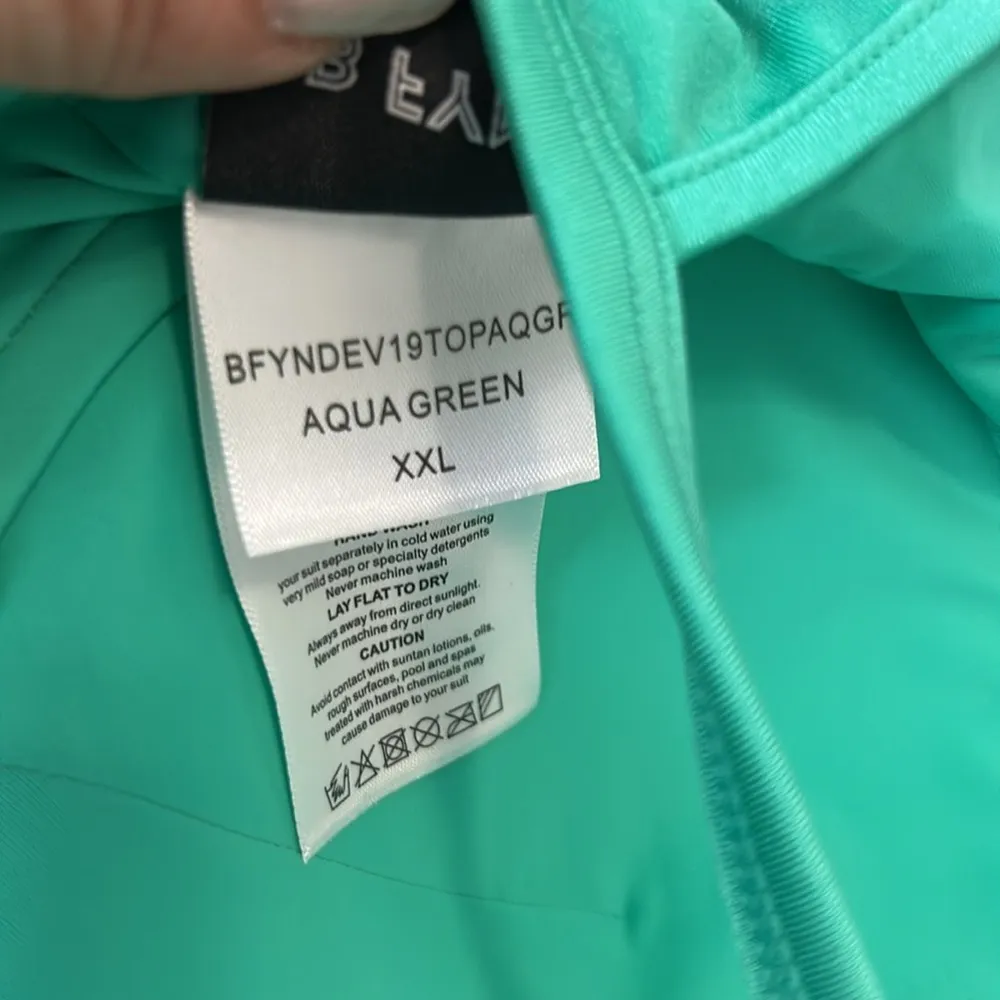 B FYN
BFYNDEV19TOPAQGR
AQUA GREEN
XXL
HAND WASH
your suit separately in cold water using
very mild soap or specialty detergents
Never machine wash
LAY FLAT TO DRY
Always away from direct sunlight.
Never machine dry or dry clean
CAUTION
Avoid contact with suntan lotions, oils,
rough surfaces, pool and spas
treated with harsh chemicals may
cause damage to your suit